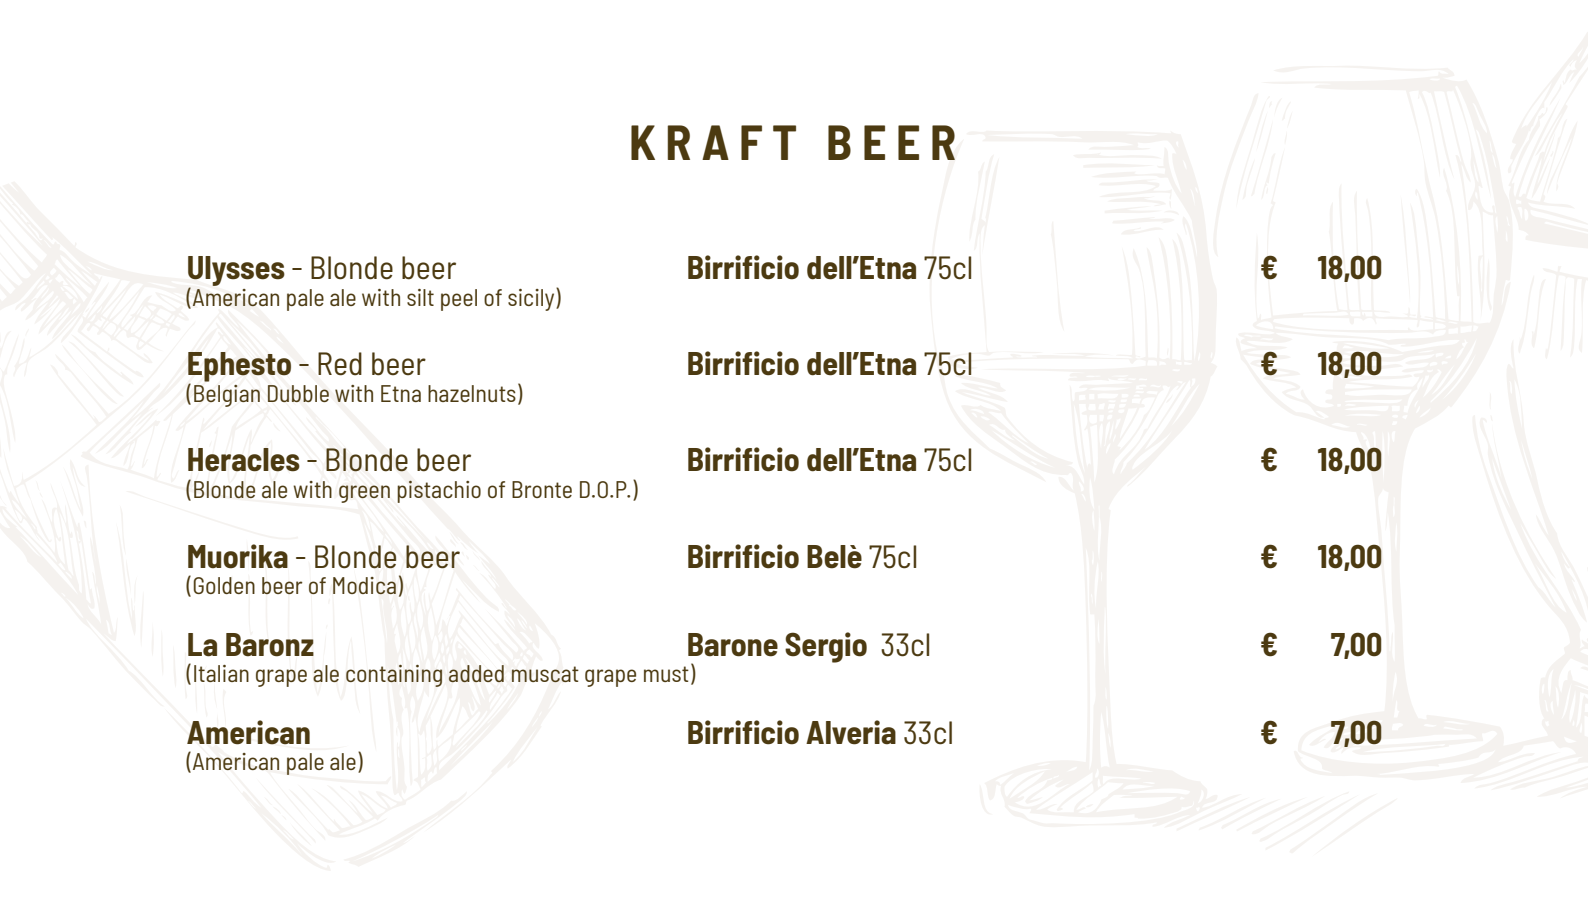 KRAFT BEER
Ulysses - Blonde beer Birrificio dell’Etna 75cl € 18,00
(American pale ale with silt peel of sicily)
Ephesto - Red beer Birrificio dell’Etna 75cl € 18,00
(Belgian Dubble with Etna hazelnuts)
Heracles - Blonde beer Birrificio dell’Etna 75cl € 18,00
(Blonde ale with green pistachio of Bronte D.O.P.)
Muorika - Blonde beer Birrificio Belè 75cl € 18,00
(Golden beer of Modica)
La Baronz Barone Sergio 33cl € 7,00
(Italian grape ale containing added muscat grape must)
American Birrificio Alveria 33cl € 7,00
(American pale ale)